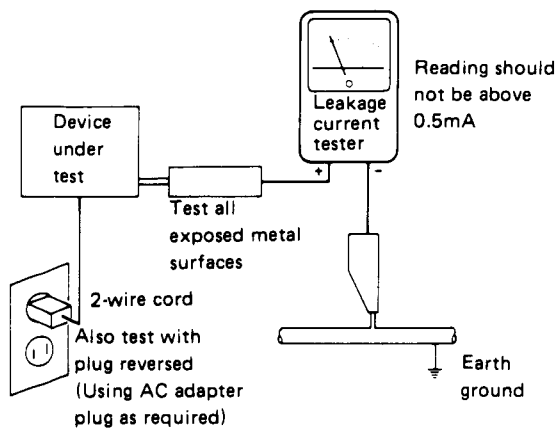 Device
under
test
Leakage
current
tester
+ -
Reading should
not be above
0.5mA
Test all
exposed metal
surfaces
2-wire cord
Also test with
plug reversed
(Using AC adapter
plug as required)
Earth
ground